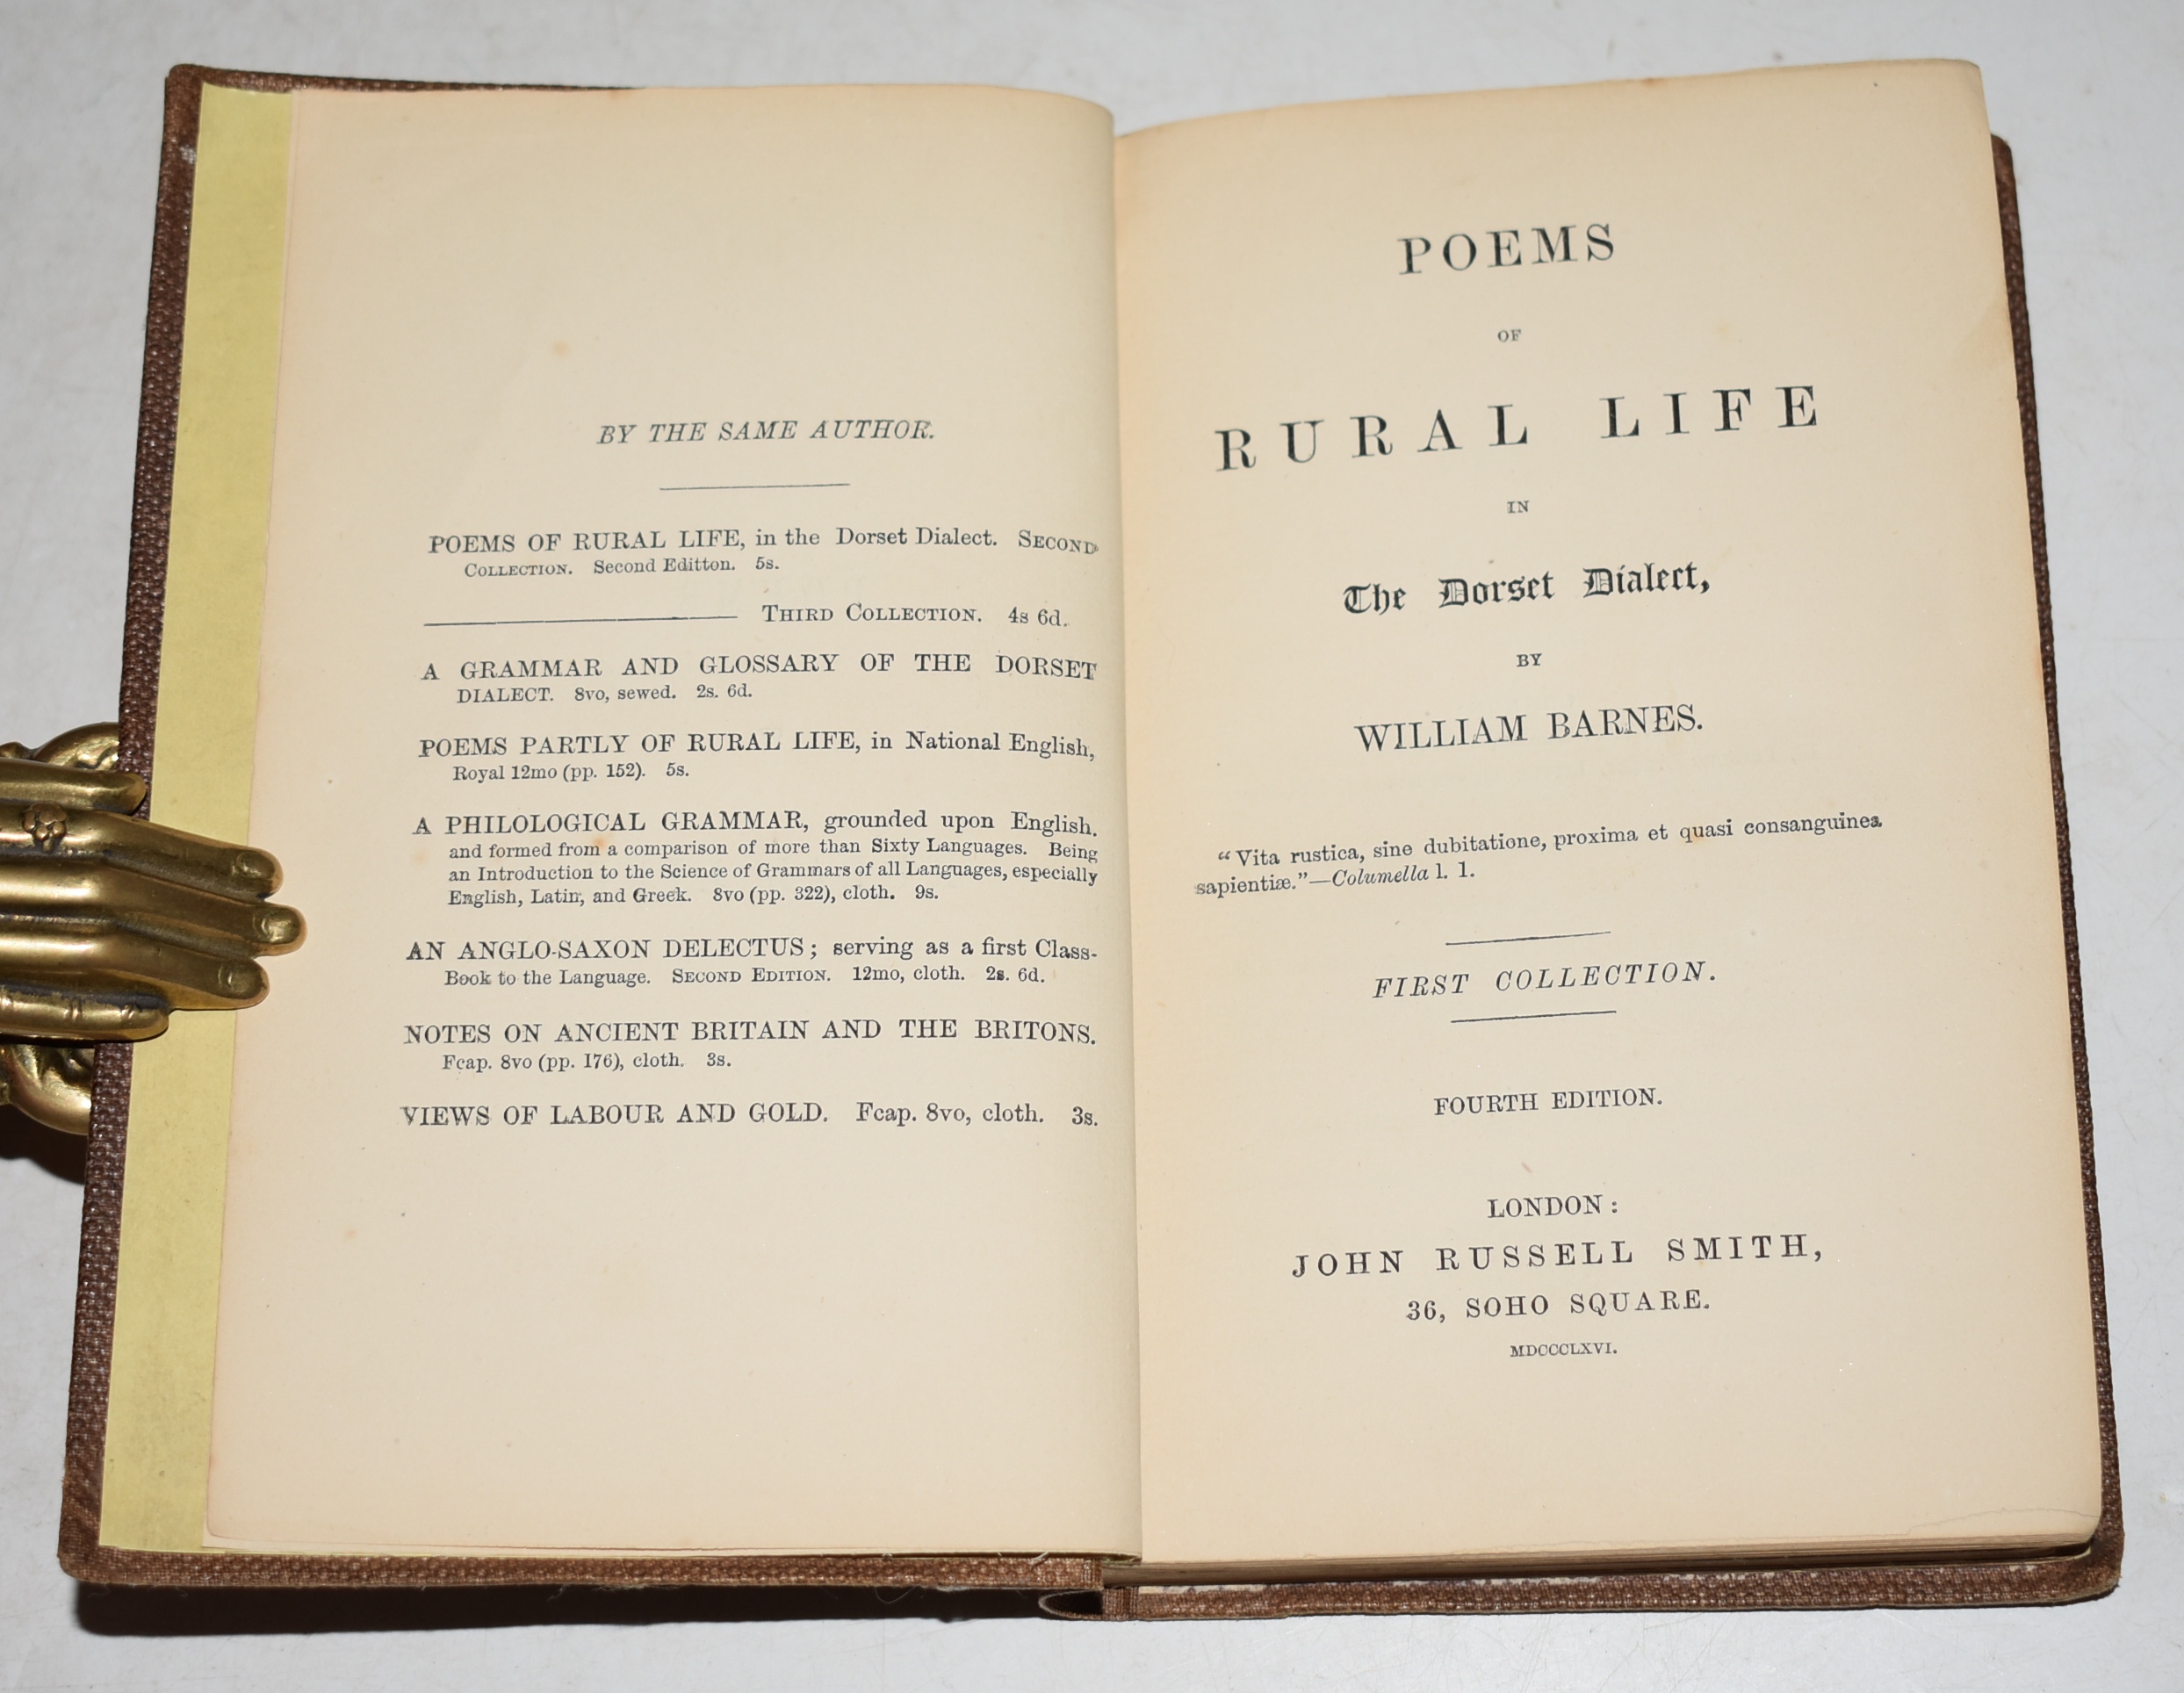 BY THE SAME AUTHOR.
POEMS OF RURAL LIFE, in the Dorset Dialect. SECOND
COLLECTION. Second Editton. 5s.
THIRD COLLECTION. 4s 6d.
A GRAMMAR AND GLOSSARY OF THE DORSET
DIALECT. 8vo, sewed. 2s. 6d.
POEMS PARTLY OF RURAL LIFE, in National English,
Royal 12mo (pp. 152). 5s.
A PHILOLOGICAL GRAMMAR, grounded upon English.
and formed from a comparison of more than Sixty Languages. Being
an Introduction to the Science of Grammars of all Languages, especially
English, Latin, and Greek. 8vo (pp. 322), cloth. 9s.
AN ANGLO-SAXON DELECTUS; serving as a first Class-
Book to the Language. SECOND EDITION. 12mo, cloth. 2s. 6d.
NOTES ON ANCIENT BRITAIN AND THE BRITONS.
Fcap. 8vo (pp. 176), cloth. 3s.
VIEWS OF LABOUR AND GOLD. Fcap. 8vo, cloth. 3s.
POEMS
OF
RURAL LIFE
IN
The Dorset Dialect,
BY
WILLIAM BARNES.
"Vita rustica, sine dubitatione, proxima et quasi consanguinea
sapientiæ."—Columella l. 1.
FIRST COLLECTION.
FOURTH EDITION.
LONDON:
JOHN RUSSELL SMITH,
36, SOHO SQUARE.
MDCCCLXVI.